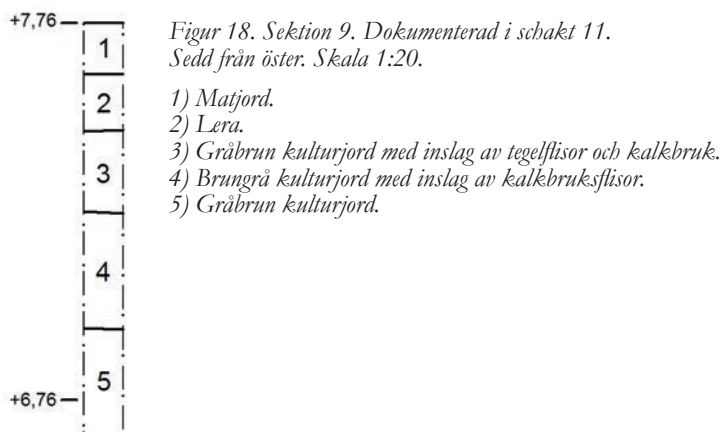 +7,76
1
2
3
4
5
+6,76
Figur 18. Sektion 9. Dokumenterad i schakt 11.
Sedd från öster. Skala 1:20.
1) Matjord.
2) Lera.
3) Gråbrun kulturjord med inslag av tegelflisor och kalkbruk.
4) Brungrå kulturjord med inslag av kalkbruksflisor.
5) Gråbrun kulturjord.